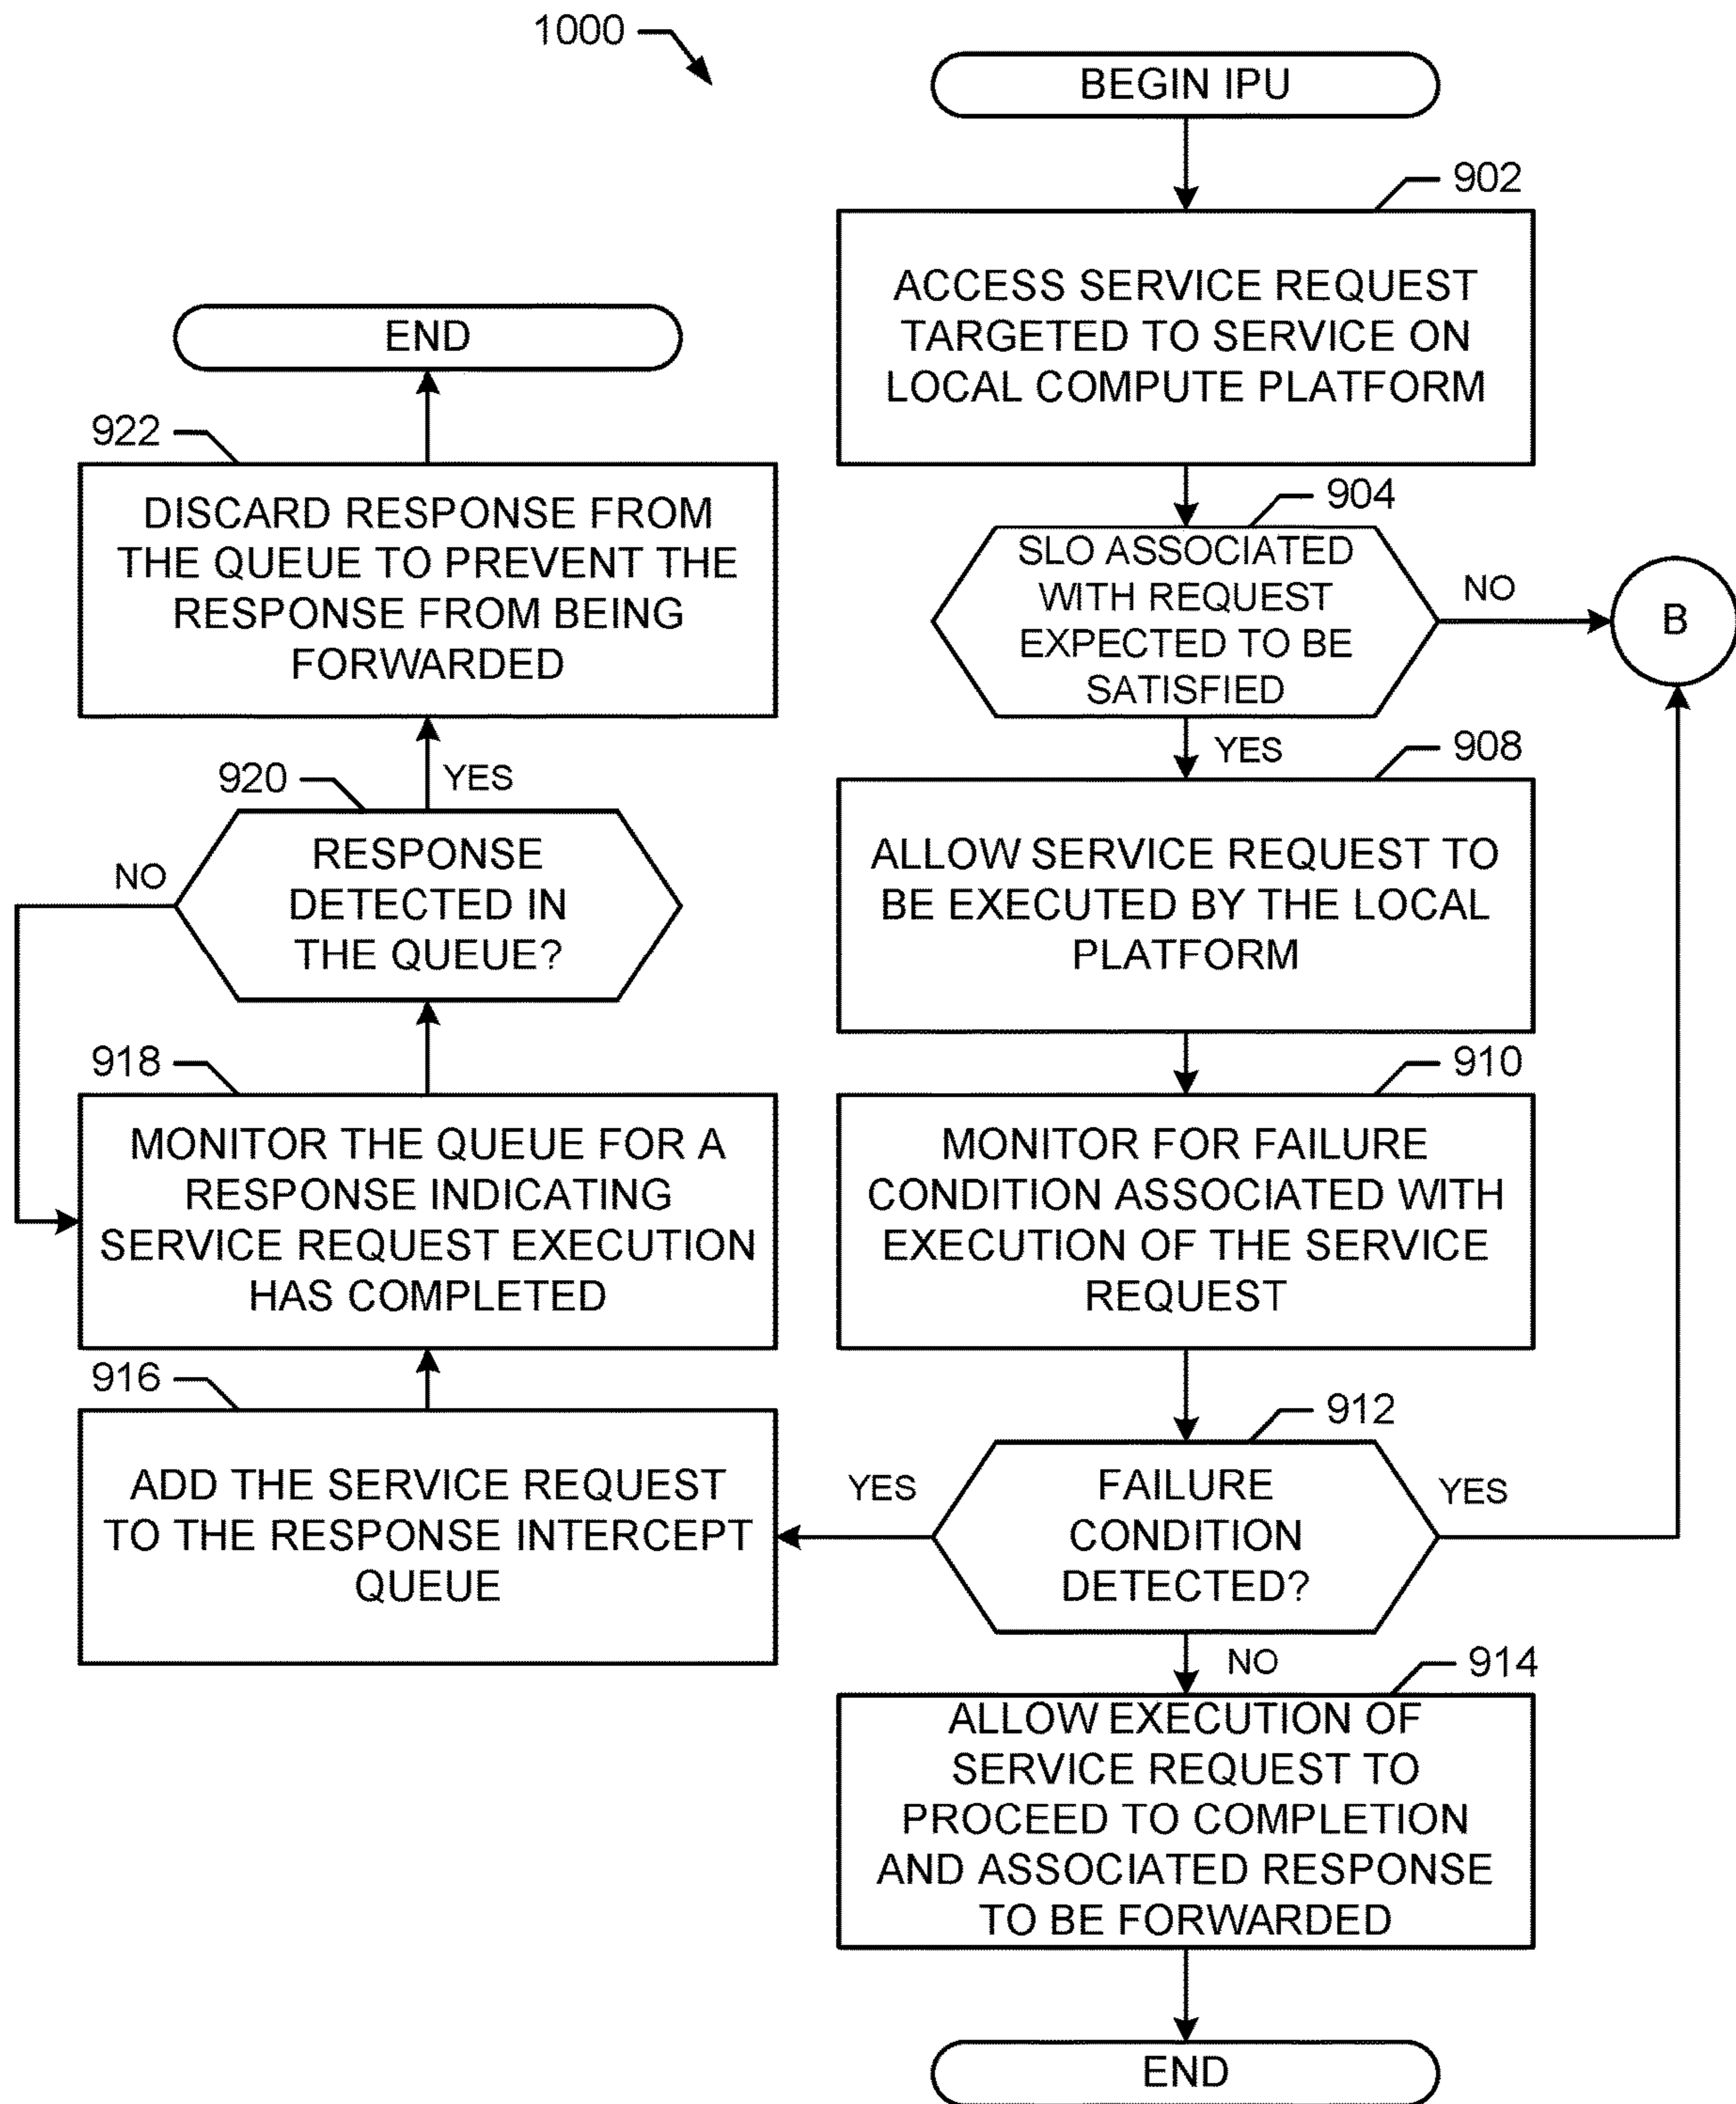 1000
BEGIN IPU
902
ACCESS SERVICE REQUEST
TARGETED TO SERVICE ON
LOCAL COMPUTE PLATFORM
904
SLO ASSOCIATED
WITH REQUEST
EXPECTED TO BE
SATISFIED
NO
B
YES
908
ALLOW SERVICE REQUEST TO
BE EXECUTED BY THE LOCAL
PLATFORM
910
MONITOR FOR FAILURE
CONDITION ASSOCIATED WITH
EXECUTION OF THE SERVICE
REQUEST
912
FAILURE
CONDITION
DETECTED?
YES
YES
NO
914
ALLOW EXECUTION OF
SERVICE REQUEST TO
PROCEED TO COMPLETION
AND ASSOCIATED RESPONSE
TO BE FORWARDED
END
916
ADD THE SERVICE REQUEST
TO THE RESPONSE INTERCEPT
QUEUE
918
MONITOR THE QUEUE FOR A
RESPONSE INDICATING
SERVICE REQUEST EXECUTION
HAS COMPLETED
920
RESPONSE
DETECTED IN
THE QUEUE?
NO
YES
922
DISCARD RESPONSE FROM
THE QUEUE TO PREVENT THE
RESPONSE FROM BEING
FORWARDED
END